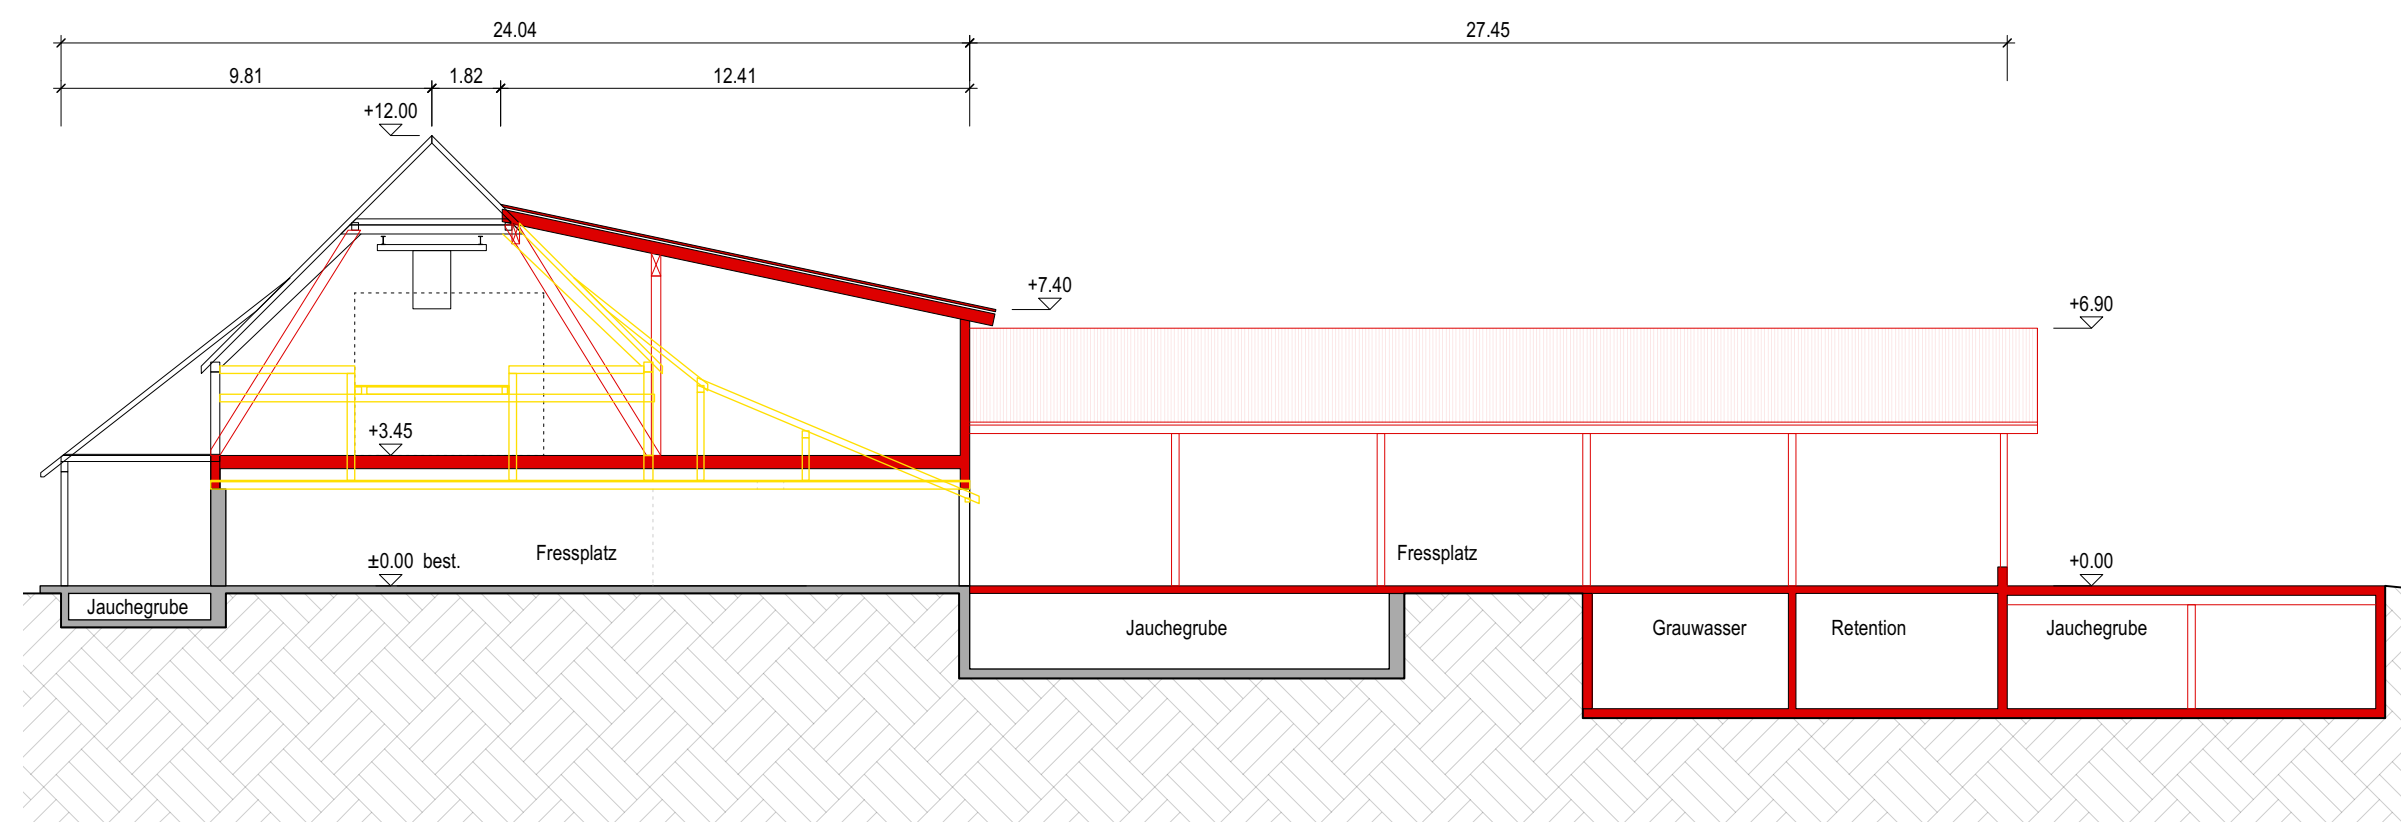 24.04
27.45
9.81
1.82
12.41
+12.00
+7.40
+6.90
+3.45
Fressplatz
Fressplatz
±0.00 best.
+0.00
Jauchegrube
Jauchegrube
Grauwasser
Retention
Jauchegrube